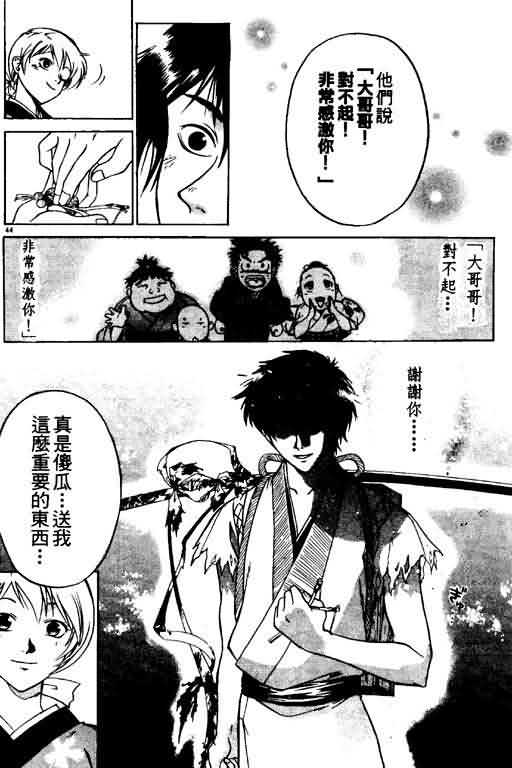 他們說
「大哥哥!
對不起!
非常感激你!」
44
「大哥哥!
對不起…
非常感激你!」
謝謝你……
真是傻瓜…送我
這麼重要的東西…